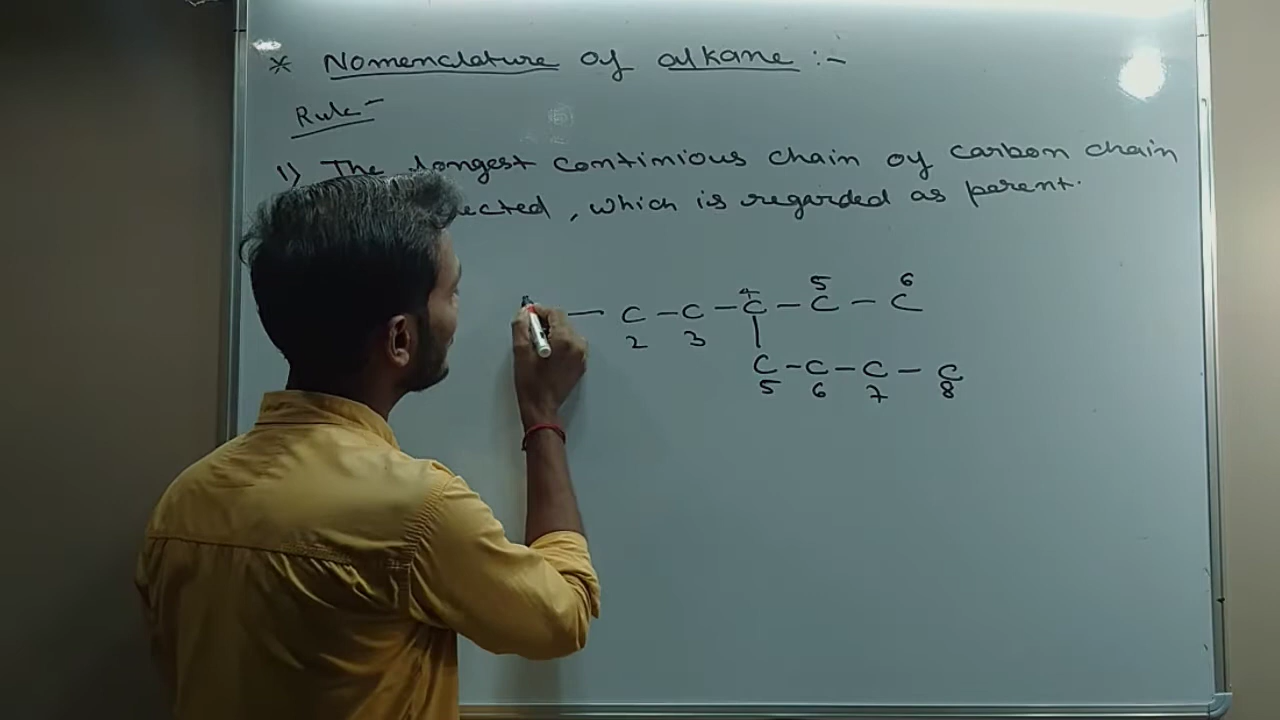 * Nomenclature of alkane :-
Rule -
1) The longest continious chain of carbon chain
, which is regarded as parent.
5 6
4
— C — C — C — C — C
2 3
|
C - C - C - C
5 6 7 8